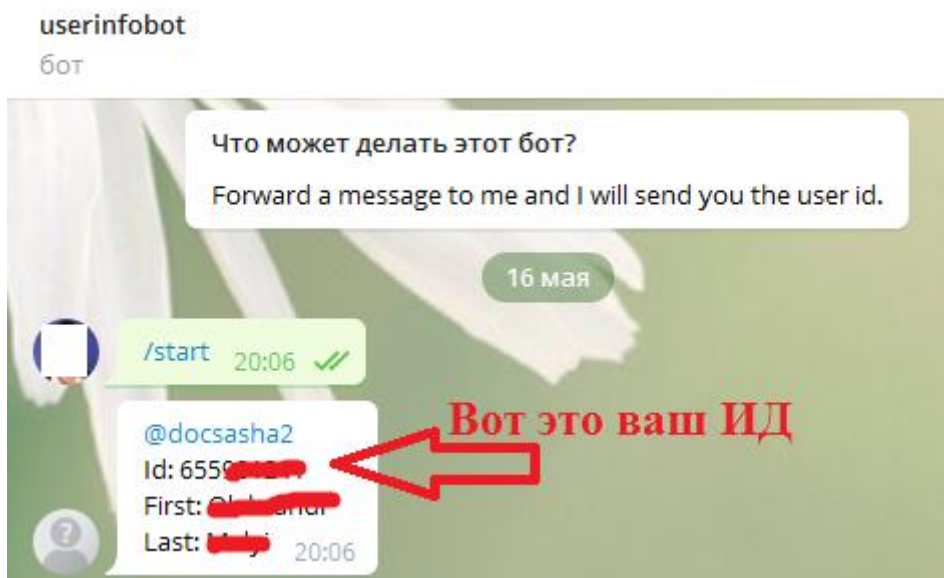 userinfobot
бот
Что может делать этот бот?
Forward a message to me and I will send you the user id.
16 мая
/start 20:06
Вот это ваш ИД
@docsasha2
Id: 655
First:
Last: 20:06